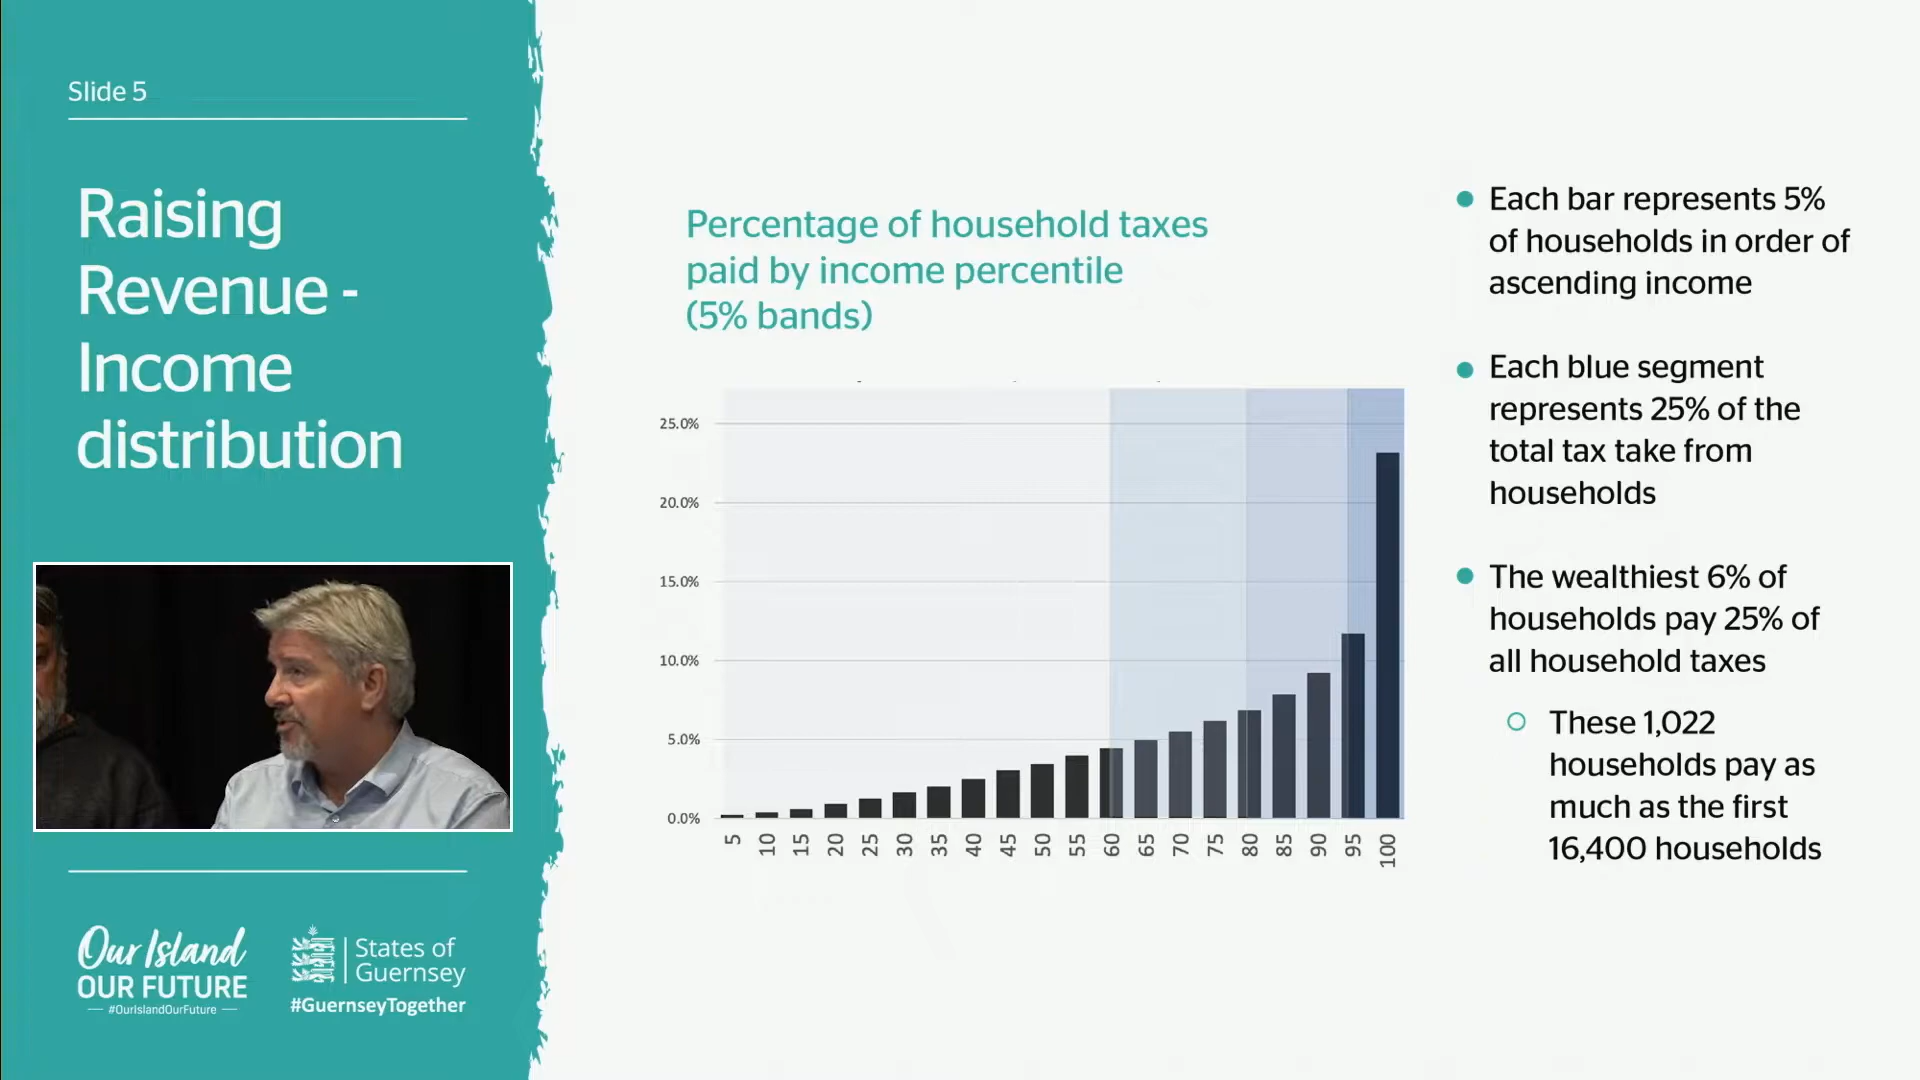 Slide 5
Raising
Revenue -
Income
distribution
Our Island
OUR FUTURE
#OurIslandOurFuture
States of
Guernsey
#GuernseyTogether
Percentage of household taxes
paid by income percentile
(5% bands)
25.0%
20.0%
15.0%
10.0%
5.0%
0.0%
5 10 15 20 25 30 35 40 45 50 55 60 65 70 75 80 85 90 95 100
Each bar represents 5%
of households in order of
ascending income
Each blue segment
represents 25% of the
total tax take from
households
The wealthiest 6% of
households pay 25% of
all household taxes
These 1,022
households pay as
much as the first
16,400 households